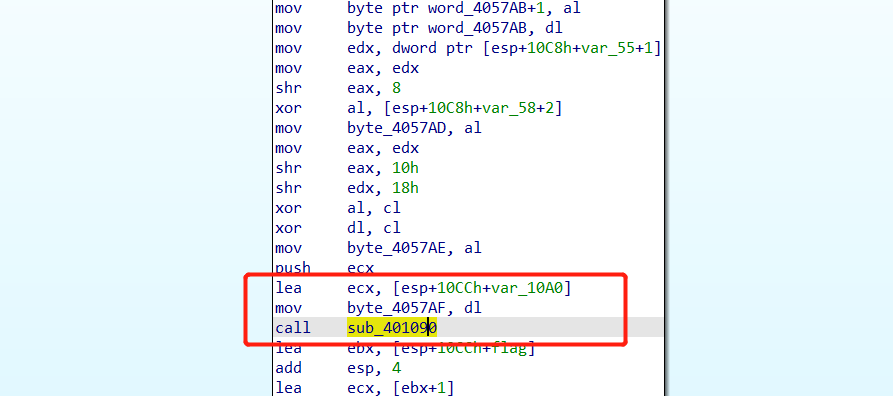 mov byte ptr word_4057AB+1, al
mov byte ptr word_4057AB, dl
mov edx, dword ptr [esp+10C8h+var_55+1]
mov eax, edx
shr eax, 8
xor al, [esp+10C8h+var_58+2]
mov byte_4057AD, al
mov eax, edx
shr eax, 10h
shr edx, 18h
xor al, cl
xor dl, cl
mov byte_4057AE, al
push ecx
lea ecx, [esp+10CCh+var_10A0]
mov byte_4057AF, dl
call sub_401090
lea ebx, [esp+10CCh+flag]
add esp, 4
lea ecx, [ebx+1]